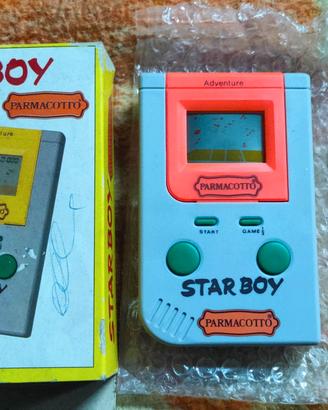 BOY
PARMACOTTO
STAR BOY
Adventure
PARMACOTTO
START
GAME
STAR BOY
PARMACOTTO